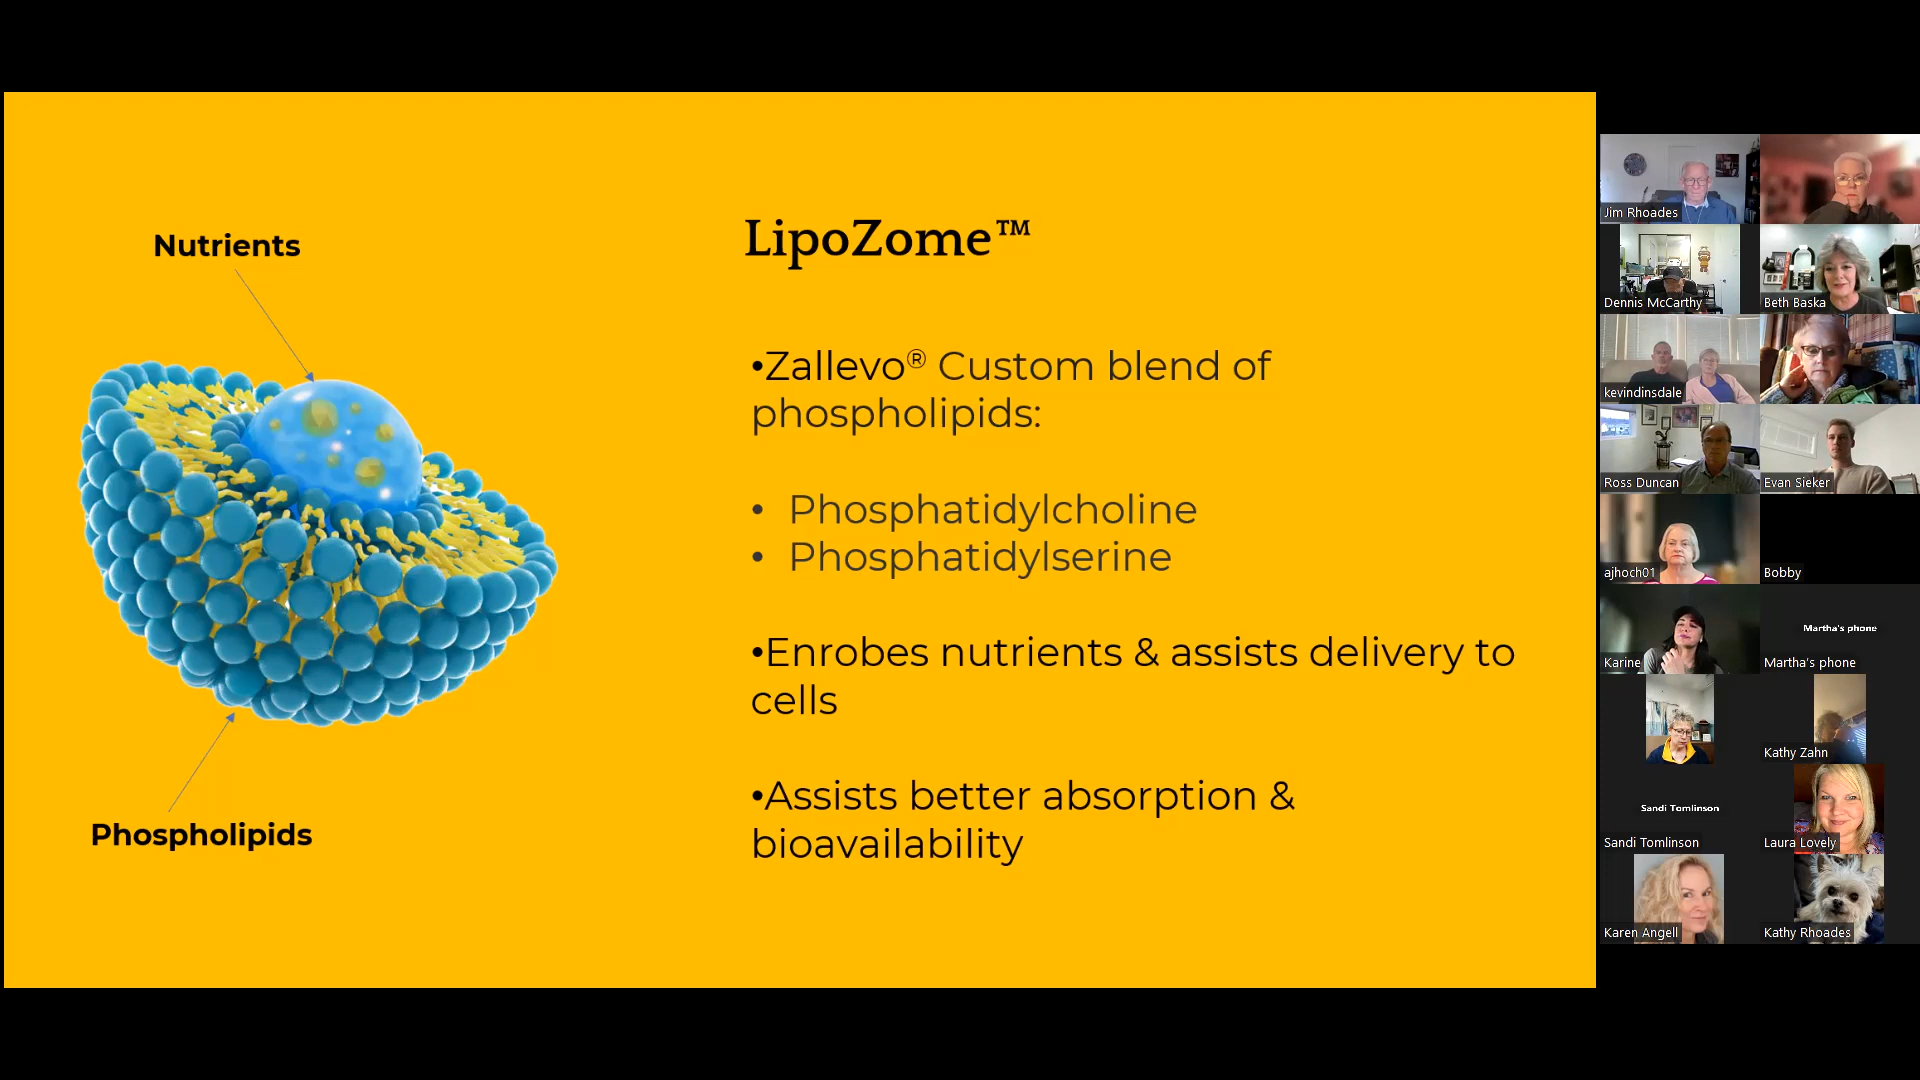 Nutrients
Phospholipids
LipoZome™
•Zallevo® Custom blend of
phospholipids:
• Phosphatidylcholine
• Phosphatidylserine
•Enrobes nutrients & assists delivery to
cells
•Assists better absorption &
bioavailability
Jim Rhoades
Dennis McCarthy
Beth Baska
kevindinsdale
Ross Duncan
Evan Sieker
ajhoch01
Bobby
Karine
Martha's phone
Martha's phone
Kathy Zahn
Sandi Tomlinson
Sandi Tomlinson
Laura Lovely
Karen Angell
Kathy Rhoades